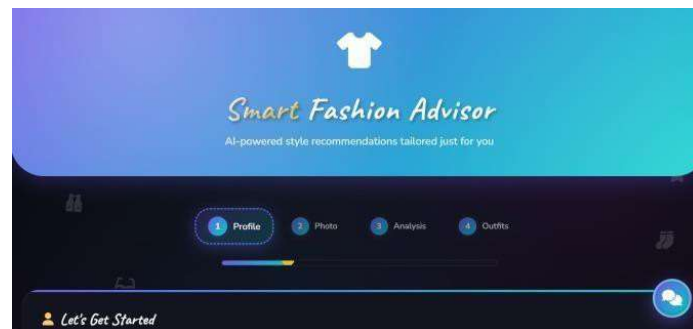 Smart Fashion Advisor
AI-powered style recommendations tailored just for you
1 Profile 2 Photo 3 Analysis 4 Outfits
Let's Get Started